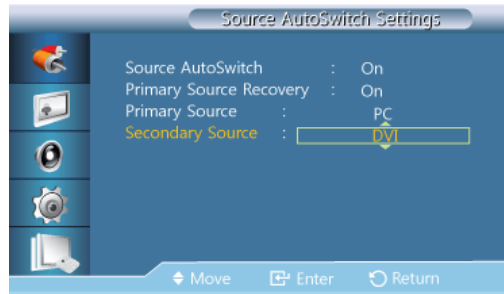 Source AutoSwitch Settings
Source AutoSwitch : On
Primary Source Recovery : On
Primary Source : PC
Secondary Source : DVI
Move Enter Return